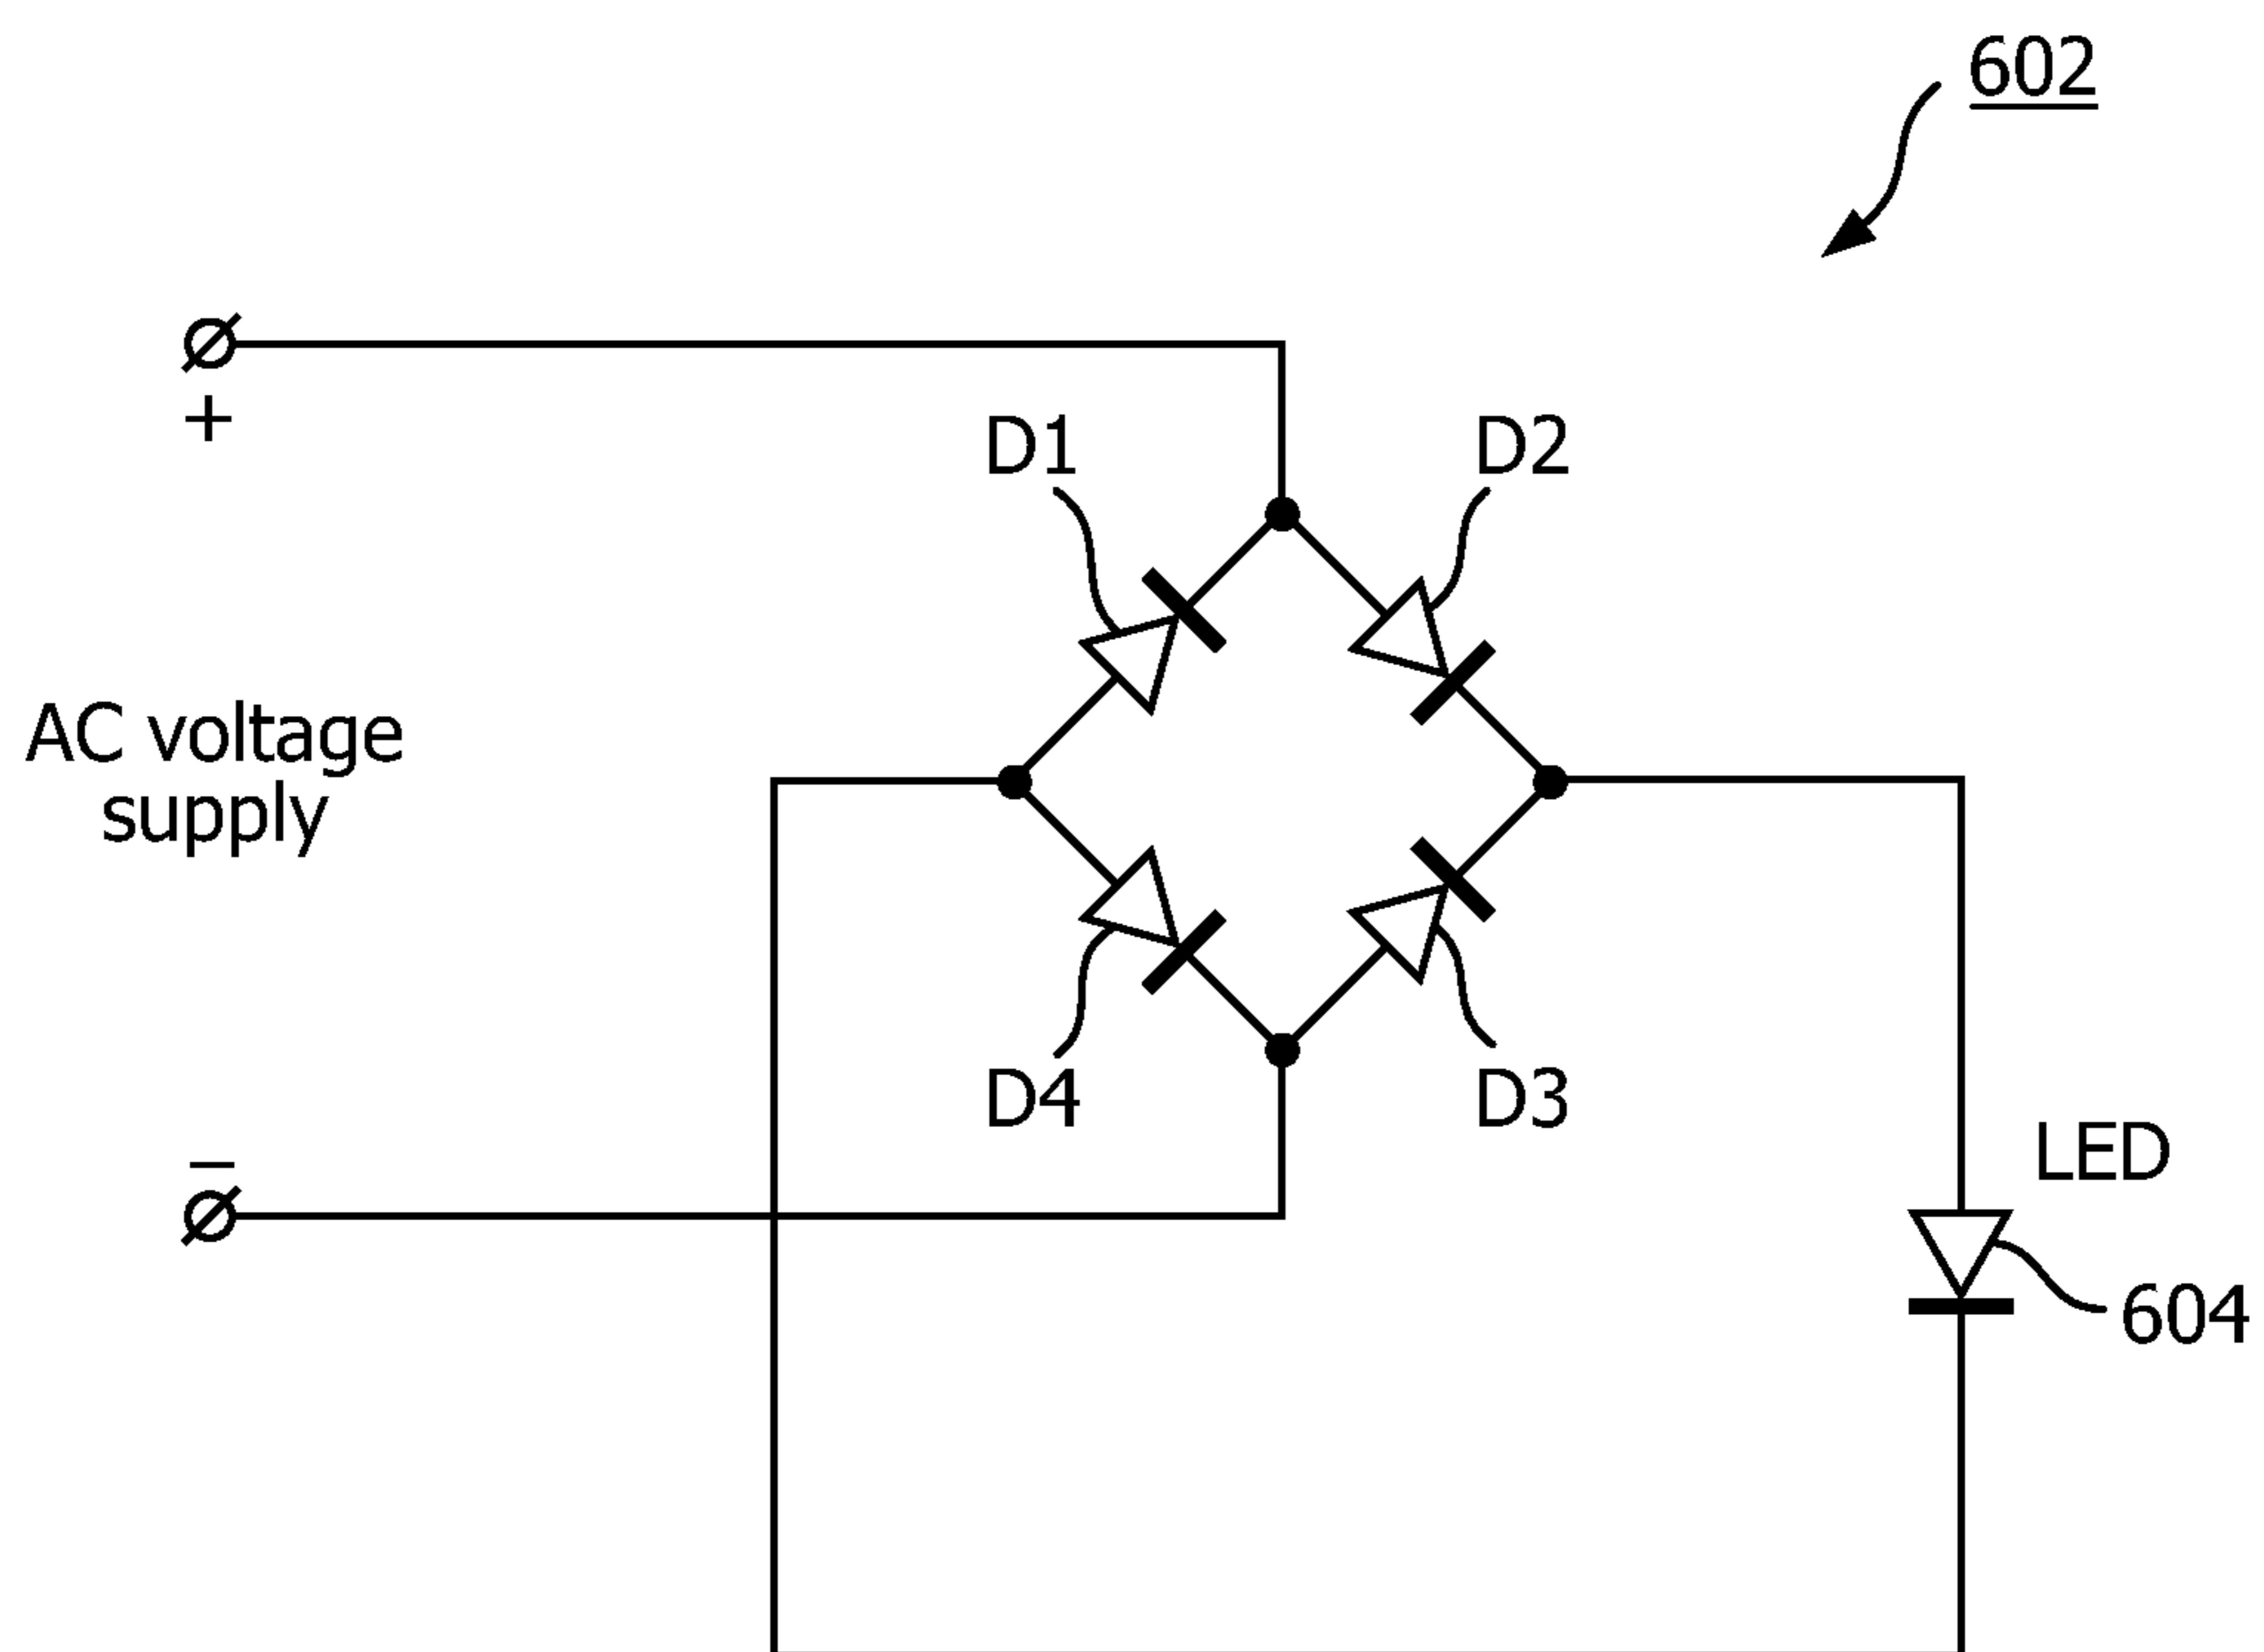 602
+
D1
D2
AC voltage
supply
D4
D3
LED
–
604